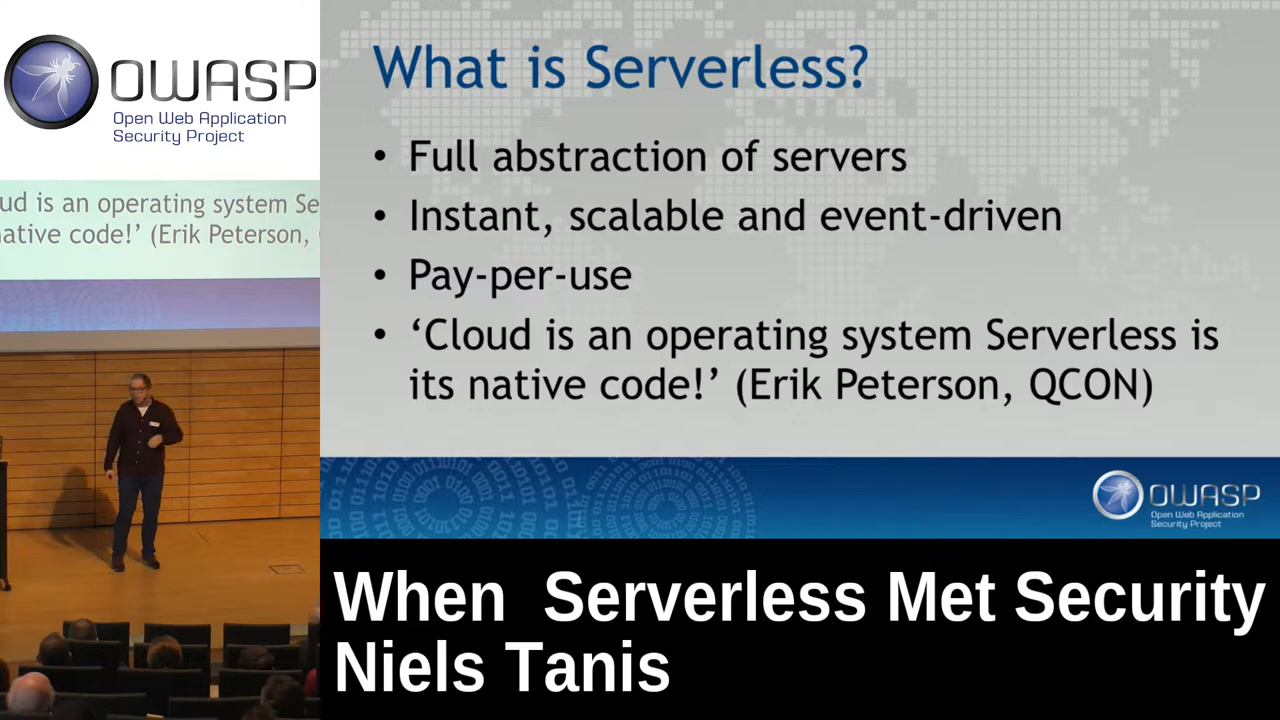 OWASP
Open Web Application
Security Project
ud is an operating system Se
ative code!’ (Erik Peterson,
What is Serverless?
• Full abstraction of servers
• Instant, scalable and event-driven
• Pay-per-use
• ‘Cloud is an operating system Serverless is
its native code!’ (Erik Peterson, QCON)
OWASP
Open Web Application
Security Project
When Serverless Met Security
Niels Tanis